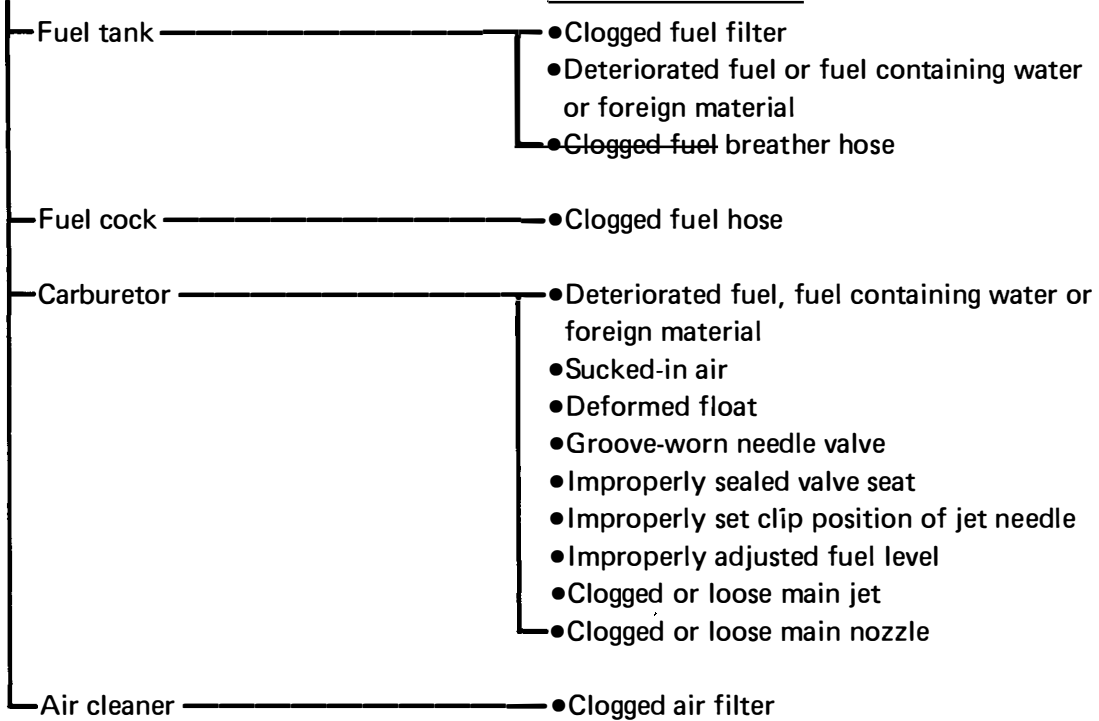 Fuel tank
●Clogged fuel filter
●Deteriorated fuel or fuel containing water
or foreign material
●Clogged fuel breather hose
Fuel cock
●Clogged fuel hose
Carburetor
●Deteriorated fuel, fuel containing water or
foreign material
●Sucked-in air
●Deformed float
●Groove-worn needle valve
●Improperly sealed valve seat
●Improperly set clip position of jet needle
●Improperly adjusted fuel level
●Clogged or loose main jet
●Clogged or loose main nozzle
Air cleaner
●Clogged air filter